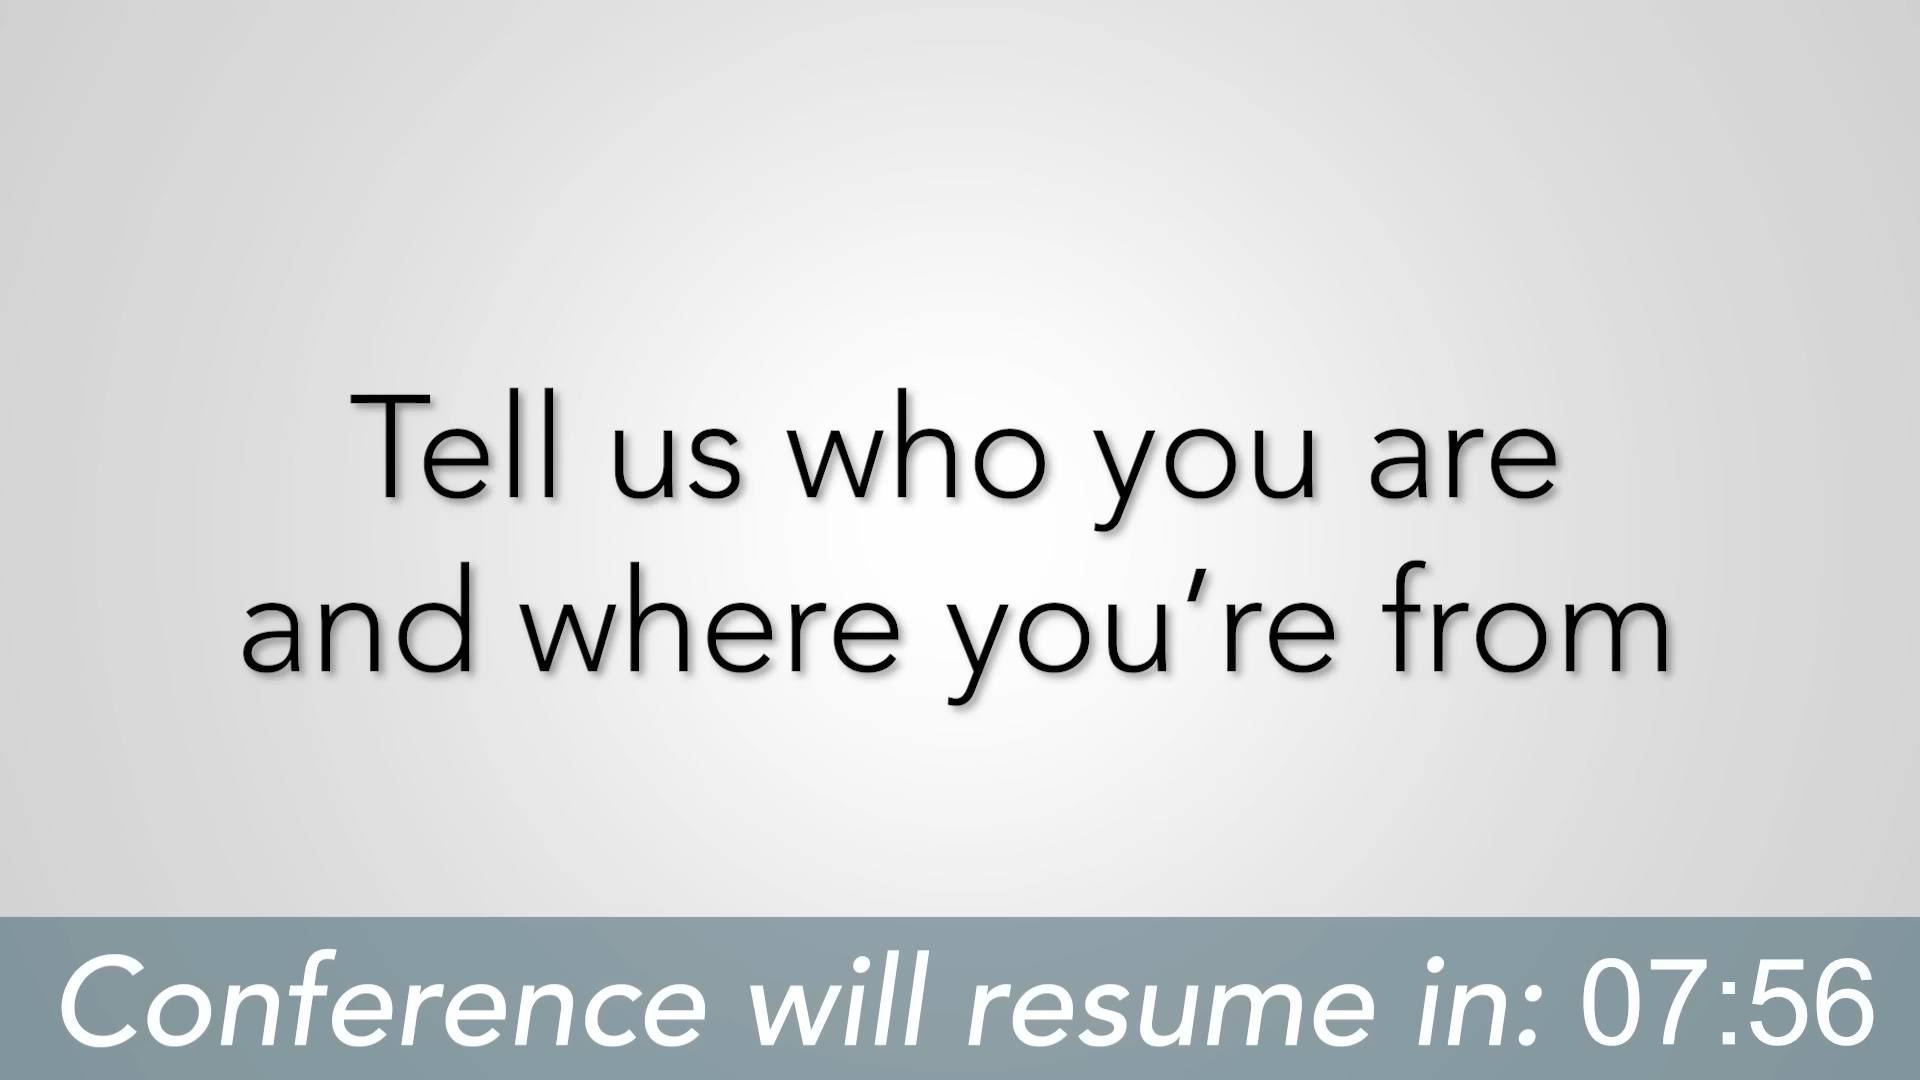 Tell us who you are
and where you’re from
Conference will resume in: 07:56